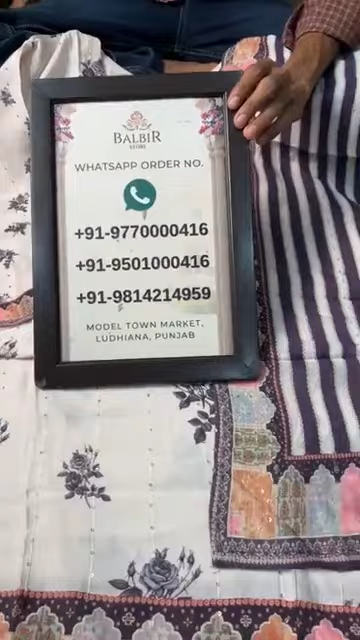 BALBIR
STORE
WHATSAPP ORDER NO.
+91-9770000416
+91-9501000416
+91-9814214959
MODEL TOWN MARKET,
LUDHIANA, PUNJAB